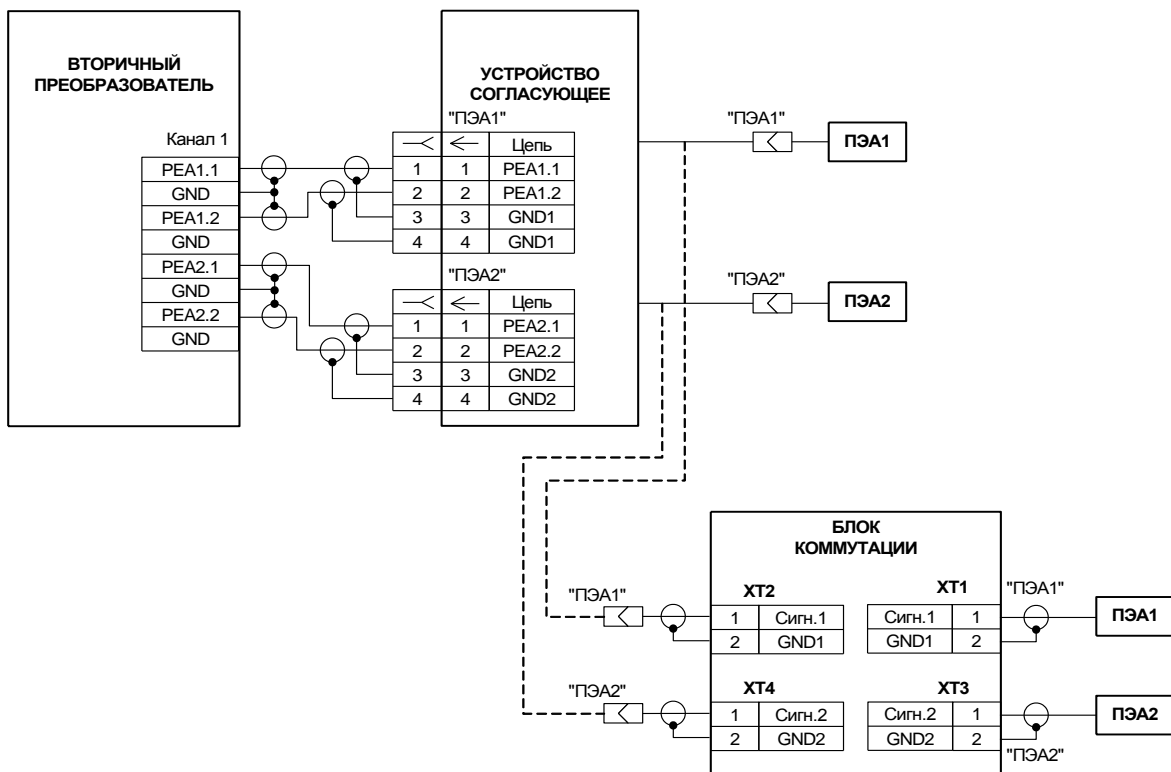 ВТОРИЧНЫЙ
ПРЕОБРАЗОВАТЕЛЬ
Канал 1
PEA1.1
GND
PEA1.2
GND
PEA2.1
GND
PEA2.2
GND
УСТРОЙСТВО
СОГЛАСУЮЩЕЕ
"ПЭА1"
Цепь
1 1 PEA1.1
2 2 PEA1.2
3 3 GND1
4 4 GND1
"ПЭА2"
Цепь
1 1 PEA2.1
2 2 PEA2.2
3 3 GND2
4 4 GND2
"ПЭА1"
ПЭА1
"ПЭА2"
ПЭА2
БЛОК
КОММУТАЦИИ
"ПЭА1"
XT2
1 Сигн.1
2 GND1
XT1
"ПЭА1"
Сигн.1 1
GND1 2
ПЭА1
"ПЭА2"
XT4
1 Сигн.2
2 GND2
XT3
Сигн.2 1
GND2 2
"ПЭА2"
ПЭА2